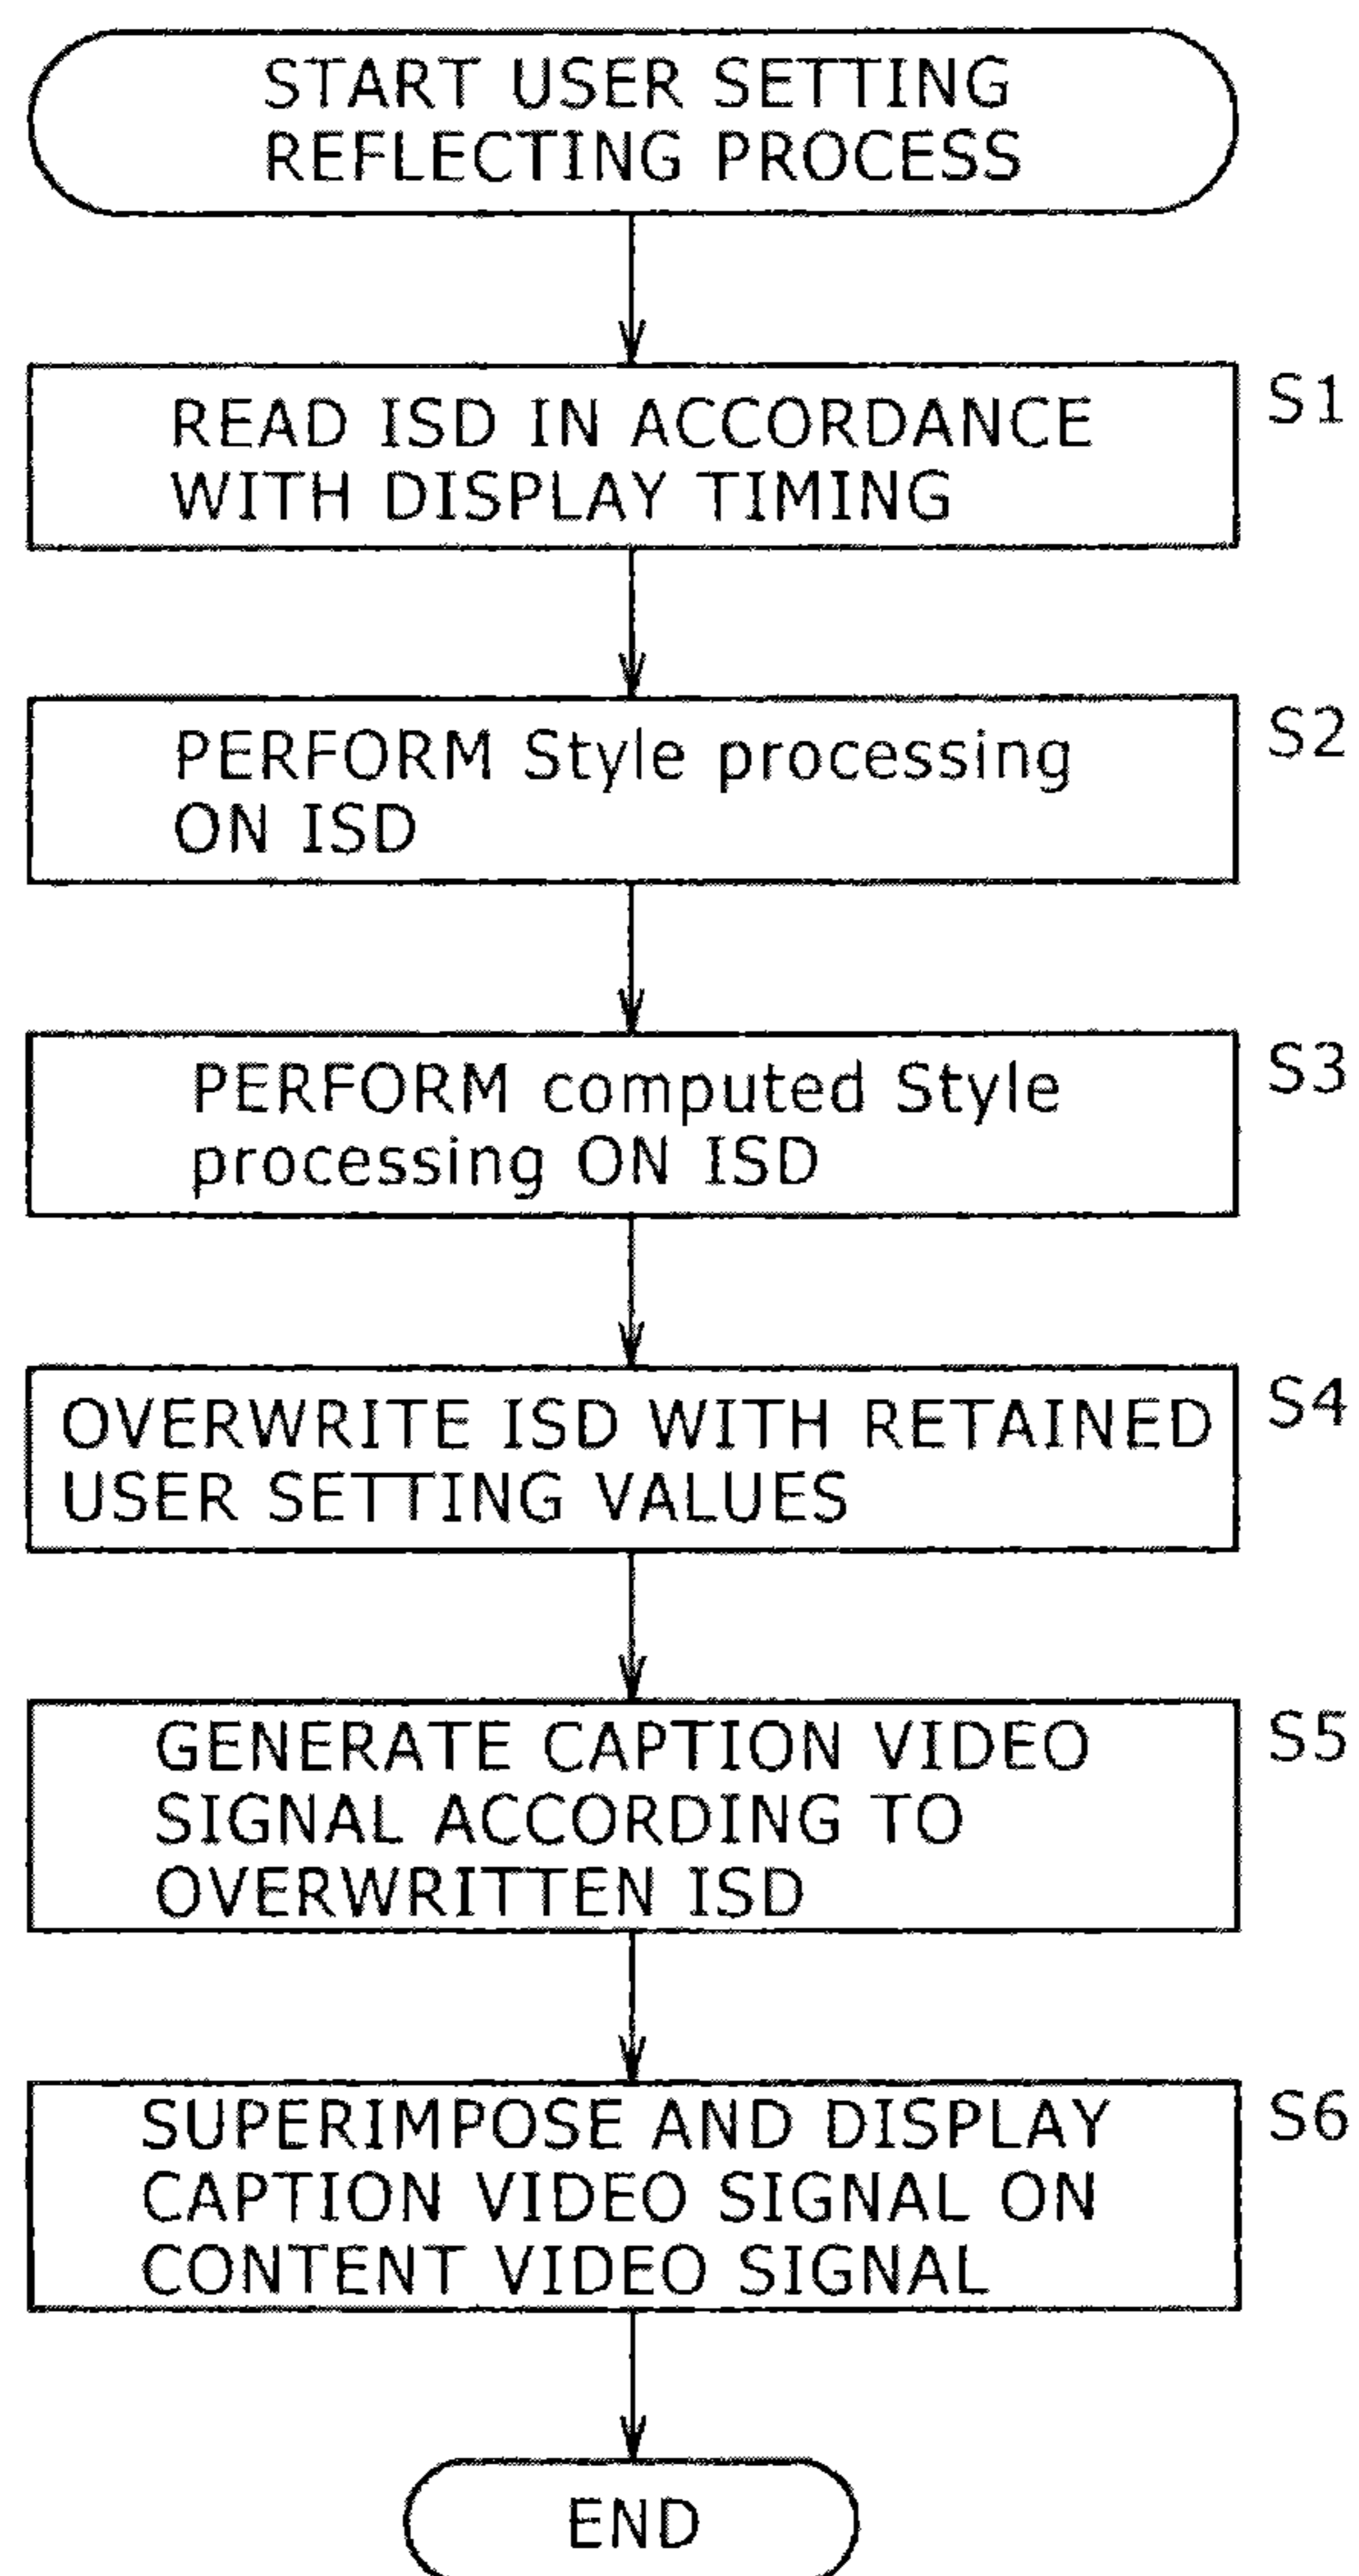 START USER SETTING
REFLECTING PROCESS
READ ISD IN ACCORDANCE
WITH DISPLAY TIMING
S1
PERFORM Style processing
ON ISD
S2
PERFORM computed Style
processing ON ISD
S3
OVERWRITE ISD WITH RETAINED
USER SETTING VALUES
S4
GENERATE CAPTION VIDEO
SIGNAL ACCORDING TO
OVERWRITTEN ISD
S5
SUPERIMPOSE AND DISPLAY
CAPTION VIDEO SIGNAL ON
CONTENT VIDEO SIGNAL
S6
END